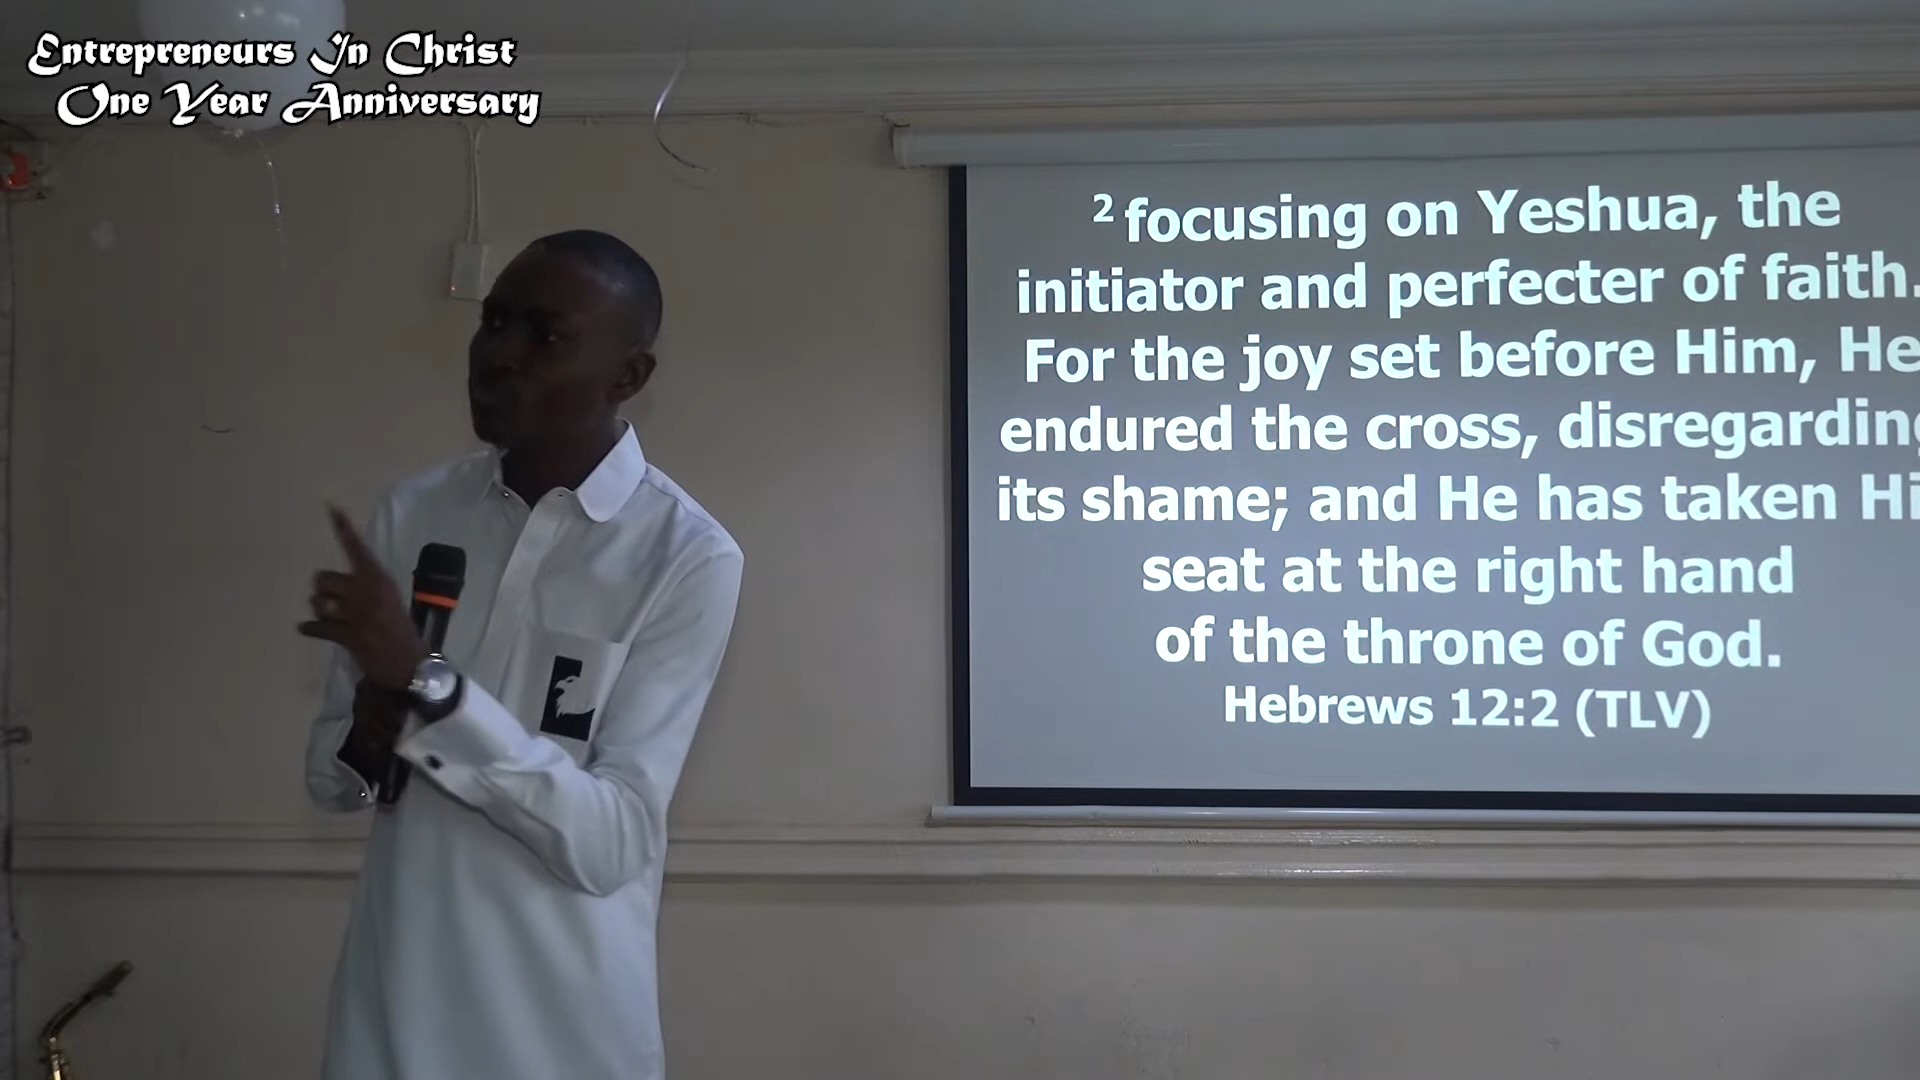 Entrepreneurs In Christ
One Year Anniversary
2 focusing on Yeshua, the
initiator and perfecter of faith.
For the joy set before Him, He
endured the cross, disregarding
its shame; and He has taken Hi
seat at the right hand
of the throne of God.
Hebrews 12:2 (TLV)